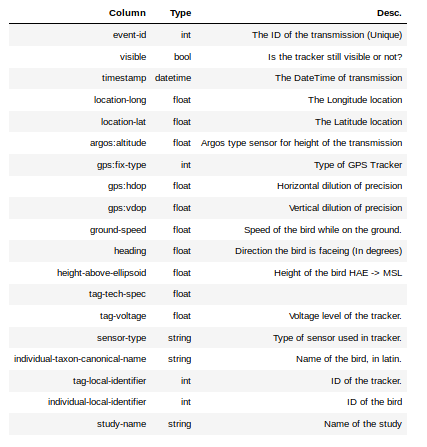 Column Type Desc.
event-id int The ID of the transmission (Unique)
visible bool Is the tracker still visible or not?
timestamp datetime The DateTime of transmission
location-long float The Longitude location
location-lat float The Latitude location
argos:altitude float Argos type sensor for height of the transmission
gps:fix-type int Type of GPS Tracker
gps:hdop float Horizontal dilution of precision
gps:vdop float Vertical dilution of precision
ground-speed float Speed of the bird while on the ground.
heading float Direction the bird is faceing (In degrees)
height-above-ellipsoid float Height of the bird HAE -> MSL
tag-tech-spec float
tag-voltage float Voltage level of the tracker.
sensor-type string Type of sensor used in tracker.
individual-taxon-canonical-name string Name of the bird, in latin.
tag-local-identifier int ID of the tracker.
individual-local-identifier int ID of the bird
study-name string Name of the study